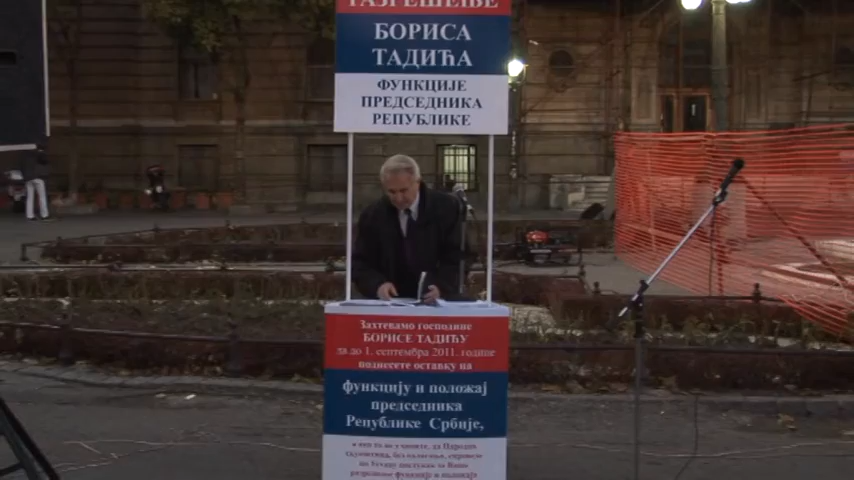 РАЗРЕШЕЊЕ
БОРИСА
ТАДИЋА
ФУНКЦИЈЕ
ПРЕДСЕДНИКА
РЕПУБЛИКЕ
Захтевамо господине
БОРИСЕ ТАДИЋУ
да до 1. септембра 2011. године
поднесете оставку на
функцију и положај
председника
Републике Србије,